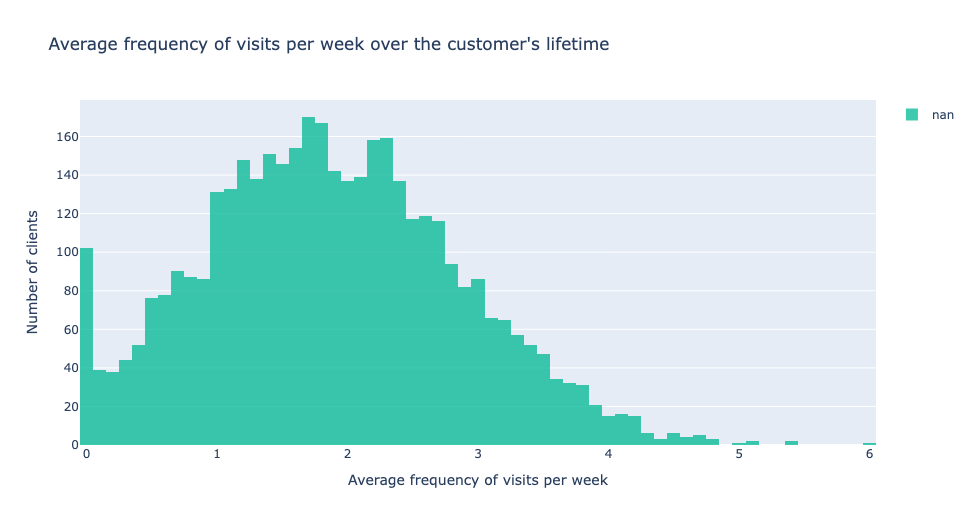 Average frequency of visits per week over the customer's lifetime
nan
160
140
120
100
80
60
40
20
0
Number of clients
0 1 2 3 4 5 6
Average frequency of visits per week